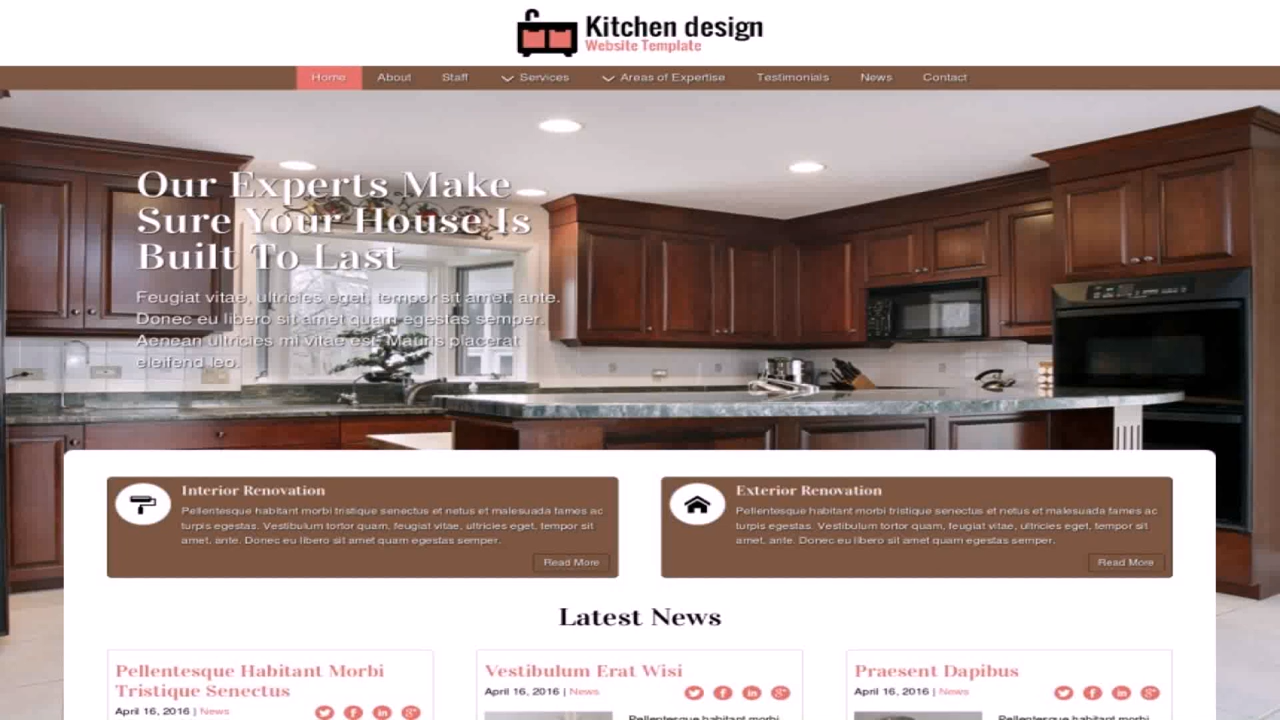 Kitchen design
Website Template
Home About Staff Services Areas of Expertise Testimonials News Contact
Our Experts Make
Sure Your House Is
Built To Last
Feugiat vitae, ultricies eget, tempor sit amet, ante.
Donec eu libero sit amet quam egestas semper.
Aenean ultricies mi vitae est. Mauris placerat
eleifend leo.
Interior Renovation
Pellentesque habitant morbi tristique senectus et netus et malesuada fames ac
turpis egestas. Vestibulum tortor quam, feugiat vitae, ultricies eget, tempor sit
amet, ante. Donec eu libero sit amet quam egestas semper.
Read More
Exterior Renovation
Pellentesque habitant morbi tristique senectus et netus et malesuada fames ac
turpis egestas. Vestibulum tortor quam, feugiat vitae, ultricies eget, tempor sit
amet, ante. Donec eu libero sit amet quam egestas semper.
Read More
Latest News
Pellentesque Habitant Morbi
Tristique Senectus
April 16, 2016 | News
Vestibulum Erat Wisi
April 16, 2016 | News
Pellentesque habitant morbi
Praesent Dapibus
April 16, 2016 | News
Pellentesque habitant morbi